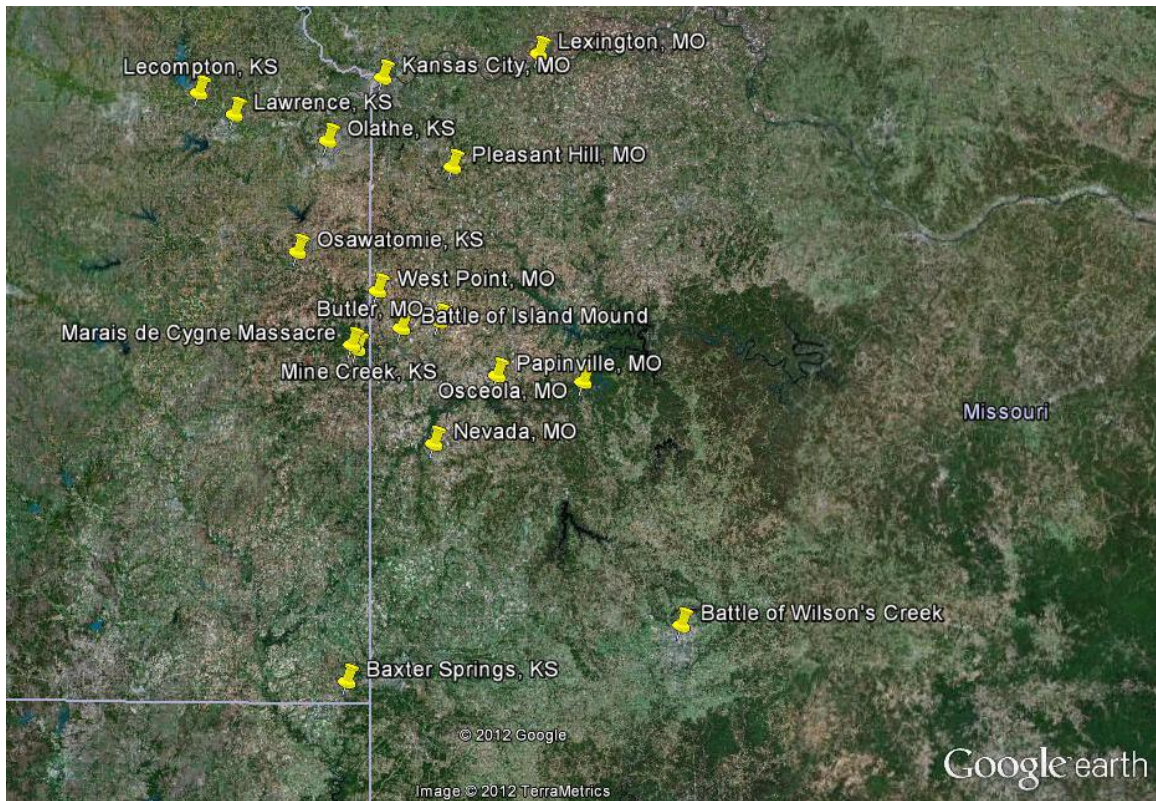 Lexington, MO
Kansas City, MO
Lecompton, KS
Lawrence, KS
Olathe, KS
Pleasant Hill, MO
Osawatomie, KS
West Point, MO
Butler, MO
Battle of Island Mound
Marais de Cygne Massacre
Mine Creek, KS
Papinville, MO
Osceola, MO
Missouri
Nevada, MO
Battle of Wilson's Creek
Baxter Springs, KS
© 2012 Google
Google earth
Image © 2012 TerraMetrics